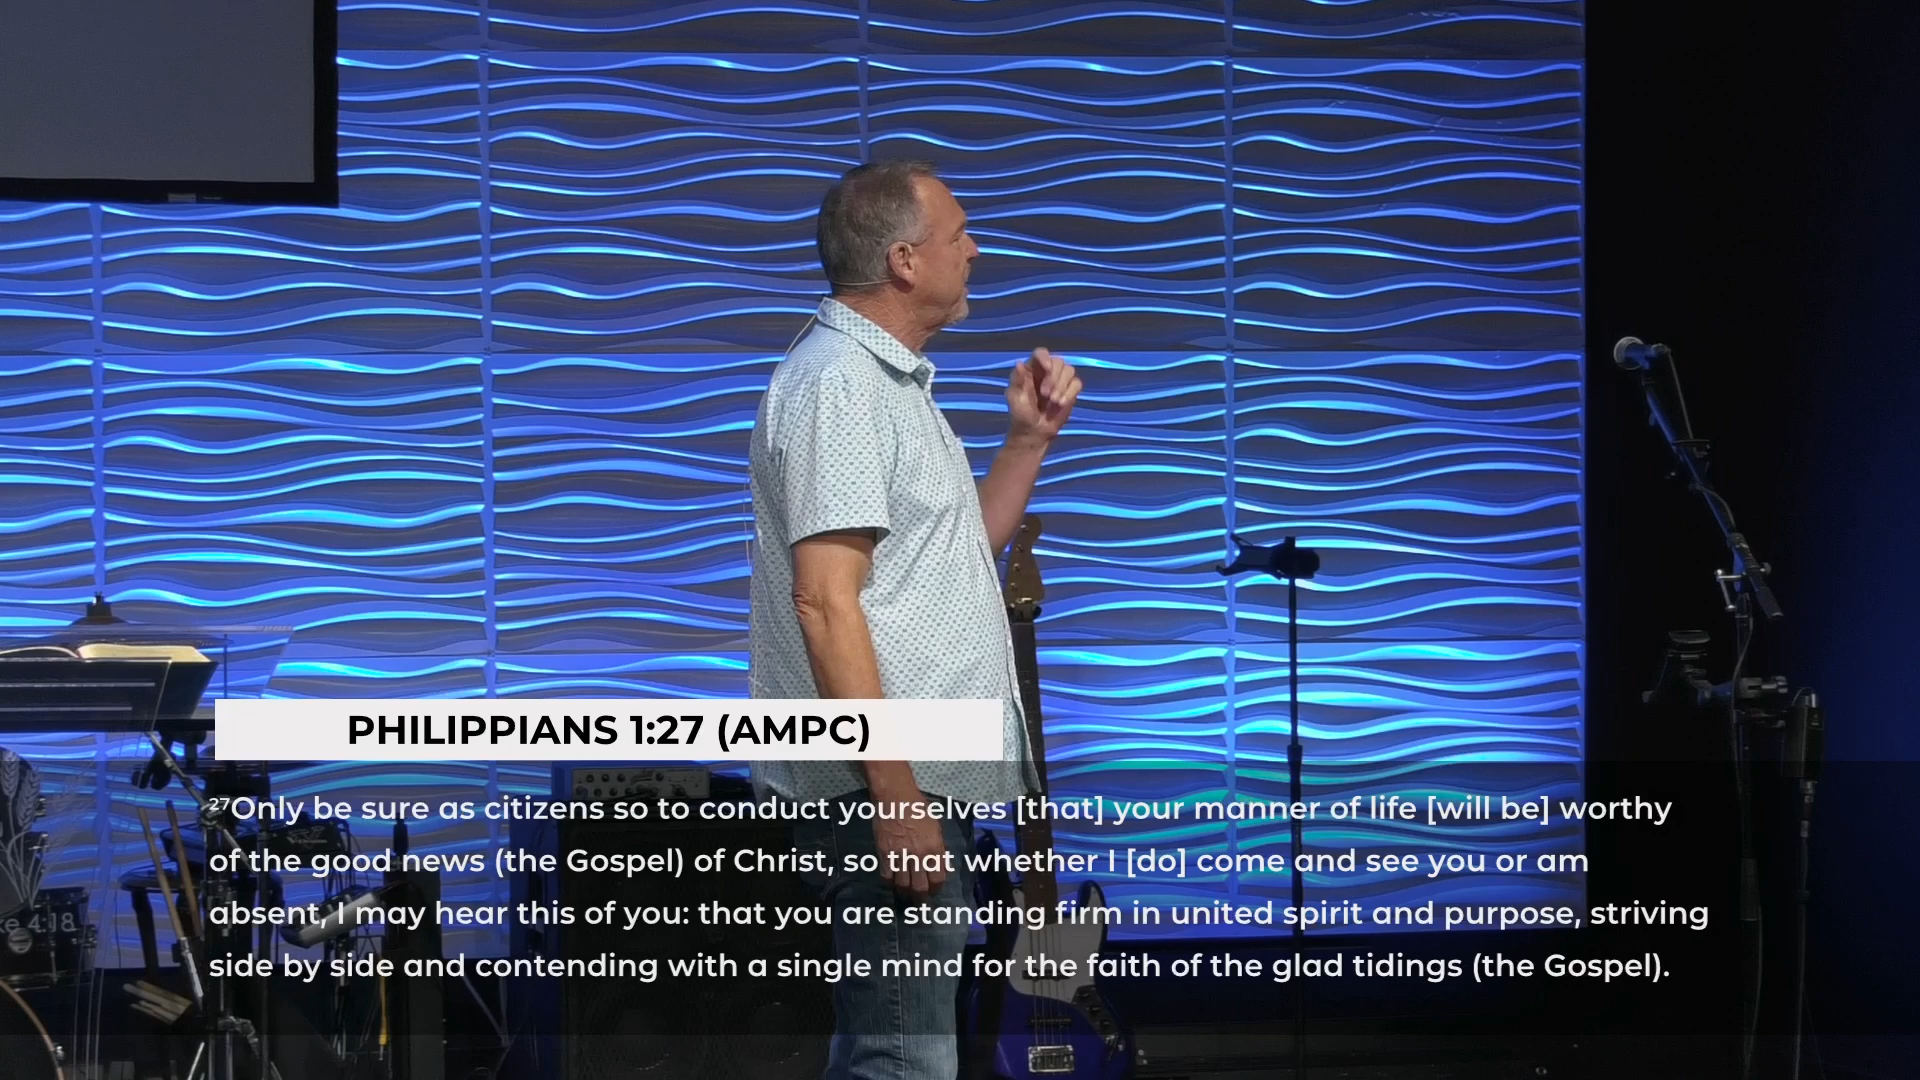 PHILIPPIANS 1:27 (AMPC)
²⁷Only be sure as citizens so to conduct yourselves [that] your manner of life [will be] worthy
of the good news (the Gospel) of Christ, so that whether I [do] come and see you or am
absent, I may hear this of you: that you are standing firm in united spirit and purpose, striving
side by side and contending with a single mind for the faith of the glad tidings (the Gospel).
4:18